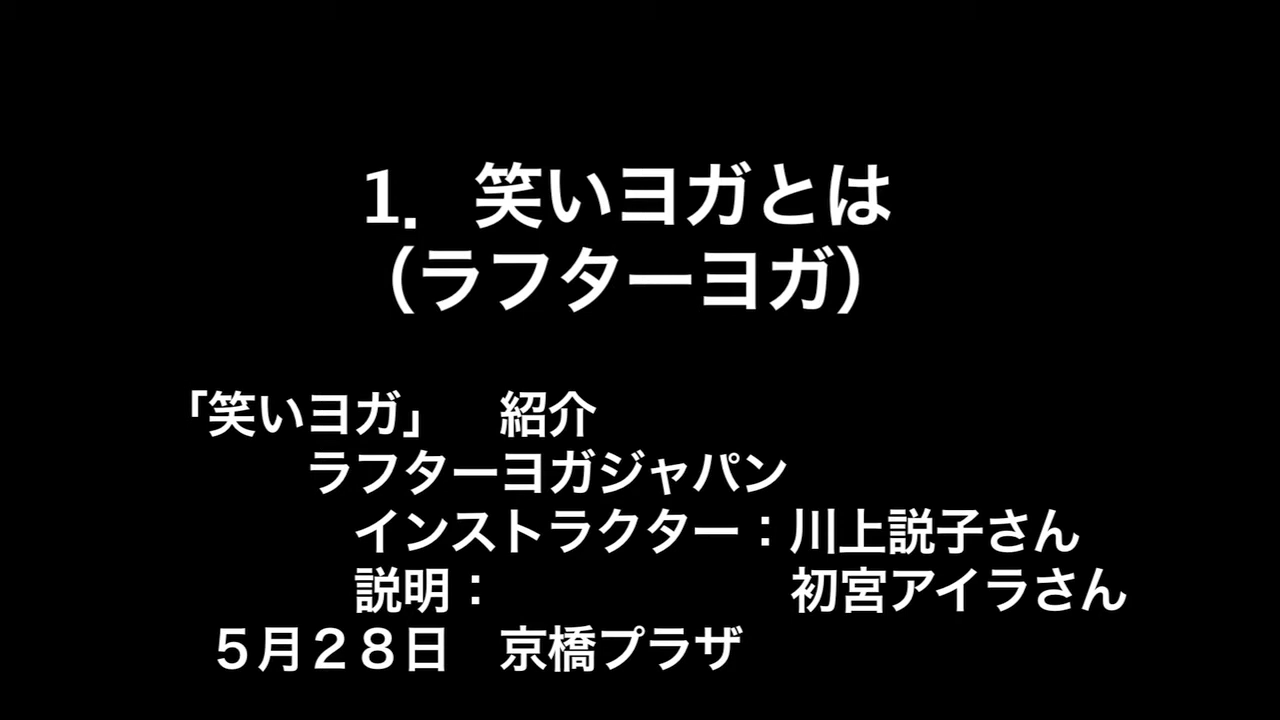 1. 笑いヨガとは
（ラフターヨガ）
「笑いヨガ」　紹介
ラフターヨガジャパン
インストラクター：川上説子さん
説明：　初宮アイラさん
５月２８日　京橋プラザ